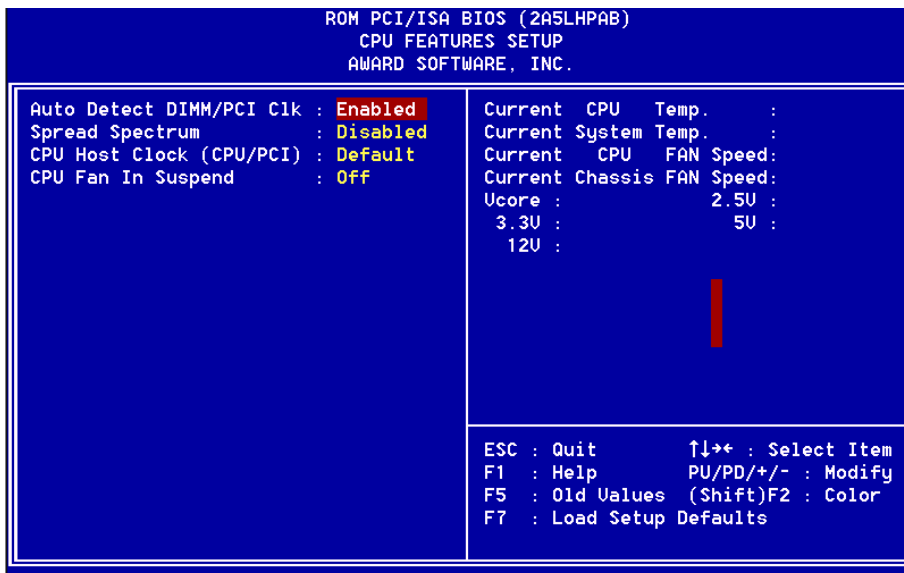 ROM PCI/ISA BIOS (2A5LHPAB)
CPU FEATURES SETUP
AWARD SOFTWARE, INC.
Auto Detect DIMM/PCI Clk : Enabled
Spread Spectrum : Disabled
CPU Host Clock (CPU/PCI) : Default
CPU Fan In Suspend : Off
Current CPU Temp. :
Current System Temp. :
Current CPU FAN Speed:
Current Chassis FAN Speed:
Vcore : 2.5V :
3.3V : 5V :
12V :
ESC : Quit ↑↓→← : Select Item
F1 : Help PU/PD/+/- : Modify
F5 : Old Values (Shift)F2 : Color
F7 : Load Setup Defaults